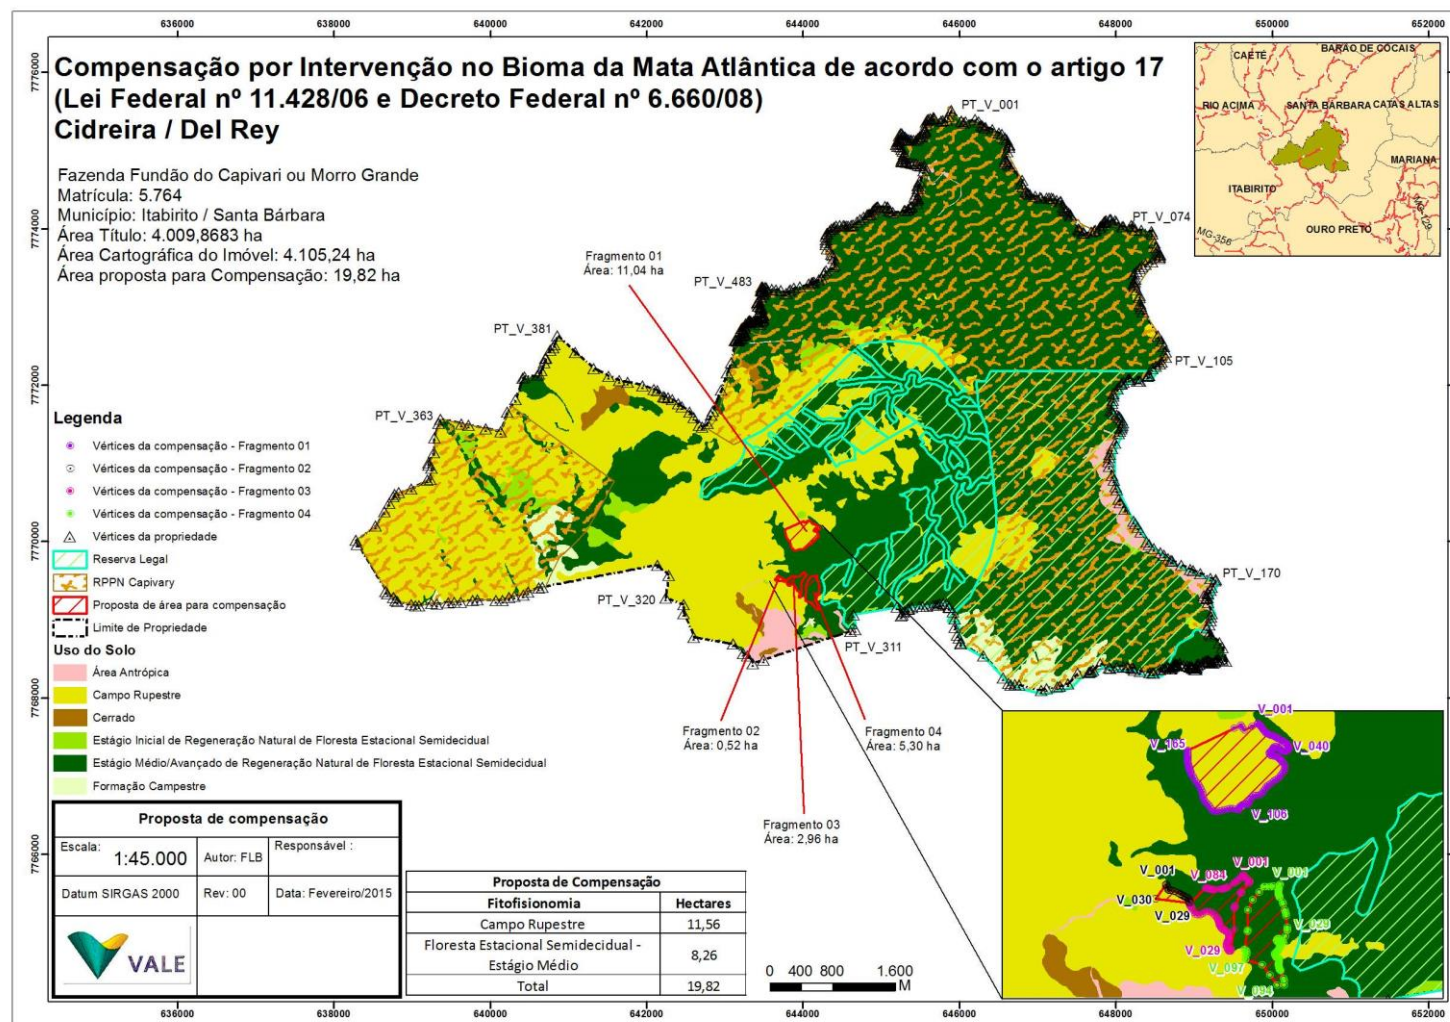 636000 638000 640000 642000 644000 646000 648000 650000 652000
7776000
7774000
7772000
7770000
7768000
7766000
7764000
Compensação por Intervenção no Bioma da Mata Atlântica de acordo com o artigo 17
(Lei Federal nº 11.428/06 e Decreto Federal nº 6.660/08)
Cidreira / Del Rey
Fazenda Fundão do Capivari ou Morro Grande
Matrícula: 5.764
Município: Itabirito / Santa Bárbara
Área Título: 4.009,8683 ha
Área Cartográfica do Imóvel: 4.105,24 ha
Área proposta para Compensação: 19,82 ha
CAETÉ
BARÃO DE COCAIS
RIO ACIMA
SANTA BÁRBARA
CATAS ALTAS
MARIANA
ITABIRITO
OURO PRETO
MG-129
MG-356
PT_V_001
PT_V_074
PT_V_483
PT_V_105
PT_V_381
PT_V_363
PT_V_170
PT_V_320
PT_V_311
Fragmento 01
Área: 11,04 ha
Fragmento 02
Área: 0,52 ha
Fragmento 04
Área: 5,30 ha
Fragmento 03
Área: 2,96 ha
Legenda
Vértices da compensação - Fragmento 01
Vértices da compensação - Fragmento 02
Vértices da compensação - Fragmento 03
Vértices da compensação - Fragmento 04
Vértices da propriedade
Reserva Legal
RPPN Capivary
Proposta de área para compensação
Limite de Propriedade
Uso do Solo
Área Antrópica
Campo Rupestre
Cerrado
Estágio Inicial de Regeneração Natural de Floresta Estacional Semidecidual
Estágio Médio/Avançado de Regeneração Natural de Floresta Estacional Semidecidual
Formação Campestre
Proposta de compensação
Escala: 1:45.000
Autor: FLB
Responsável :
Datum SIRGAS 2000
Rev: 00
Data: Fevereiro/2015
VALE
Proposta de Compensação
Fitofisionomia Hectares
Campo Rupestre 11,56
Floresta Estacional Semidecidual -
Estágio Médio 8,26
Total 19,82
0 400 800 1.600
M
V_001
V_165
V_040
V_106
V_001
V_084
V_001
V_001
V_030
V_029
V_029
V_029
V_097
V_094
636000 638000 640000 642000 644000 646000 648000 650000 652000